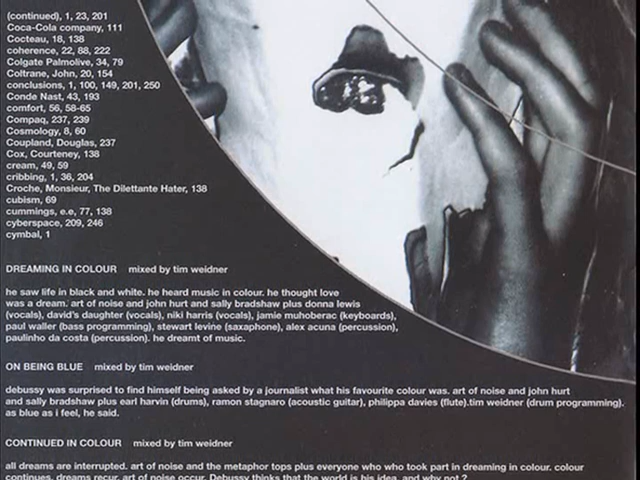 (continued), 1, 23, 201
Coca-Cola company, 111
Cocteau, 18, 138
coherence, 22, 88, 222
Colgate Palmolive, 34, 79
Coltrane, John, 20, 154
conclusions, 1, 100, 149, 201, 250
Conde Nast, 43, 193
comfort, 56, 58-65
Compaq, 237, 239
Cosmology, 8, 60
Coupland, Douglas, 237
Cox, Courteney, 138
cream, 49, 59
cribbing, 1, 36, 204
Croche, Monsieur, The Dilettante Hater, 138
cubism, 69
cummings, e.e, 77, 138
cyberspace, 209, 246
cymbal, 1
DREAMING IN COLOUR mixed by tim weidner
he saw life in black and white. he heard music in colour. he thought love
was a dream. art of noise and john hurt and sally bradshaw plus donna lewis
(vocals), david's daughter (vocals), niki harris (vocals), jamie muhoberac (keyboards),
paul waller (bass programming), stewart levine (saxaphone), alex acuna (percussion),
paulinho da costa (percussion). he dreamt of music.
ON BEING BLUE mixed by tim weidner
debussy was surprised to find himself being asked by a journalist what his favourite colour was. art of noise and john hurt
and sally bradshaw plus earl harvin (drums), ramon stagnaro (acoustic guitar), philippa davies (flute).tim weidner (drum programming).
as blue as i feel, he said.
CONTINUED IN COLOUR mixed by tim weidner
all dreams are interrupted. art of noise and the metaphor tops plus everyone who who took part in dreaming in colour. colour
continues. dreams recur. art of noise occur. Debussy thinks that the world is his idea, and why not ?